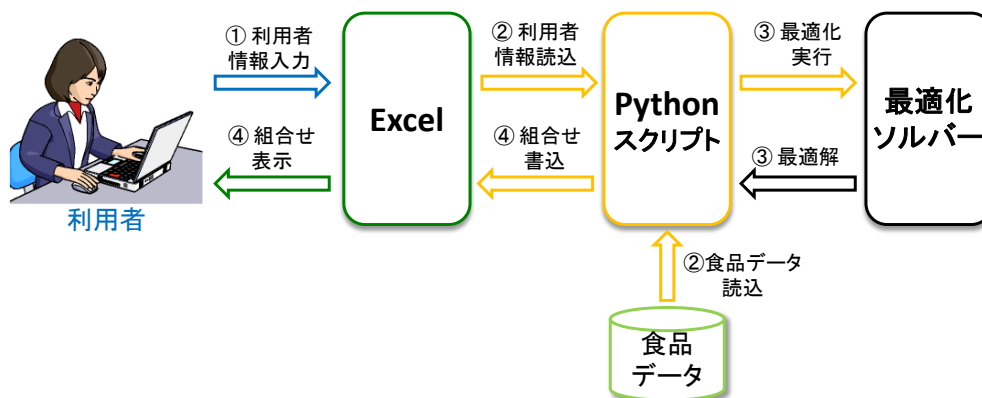 ① 利用者
情報入力
② 利用者
情報読込
③ 最適化
実行
Excel
Python
スクリプト
最適化
ソルバー
④ 組合せ
表示
④ 組合せ
書込
③ 最適解
利用者
②食品データ
読込
食品
データ